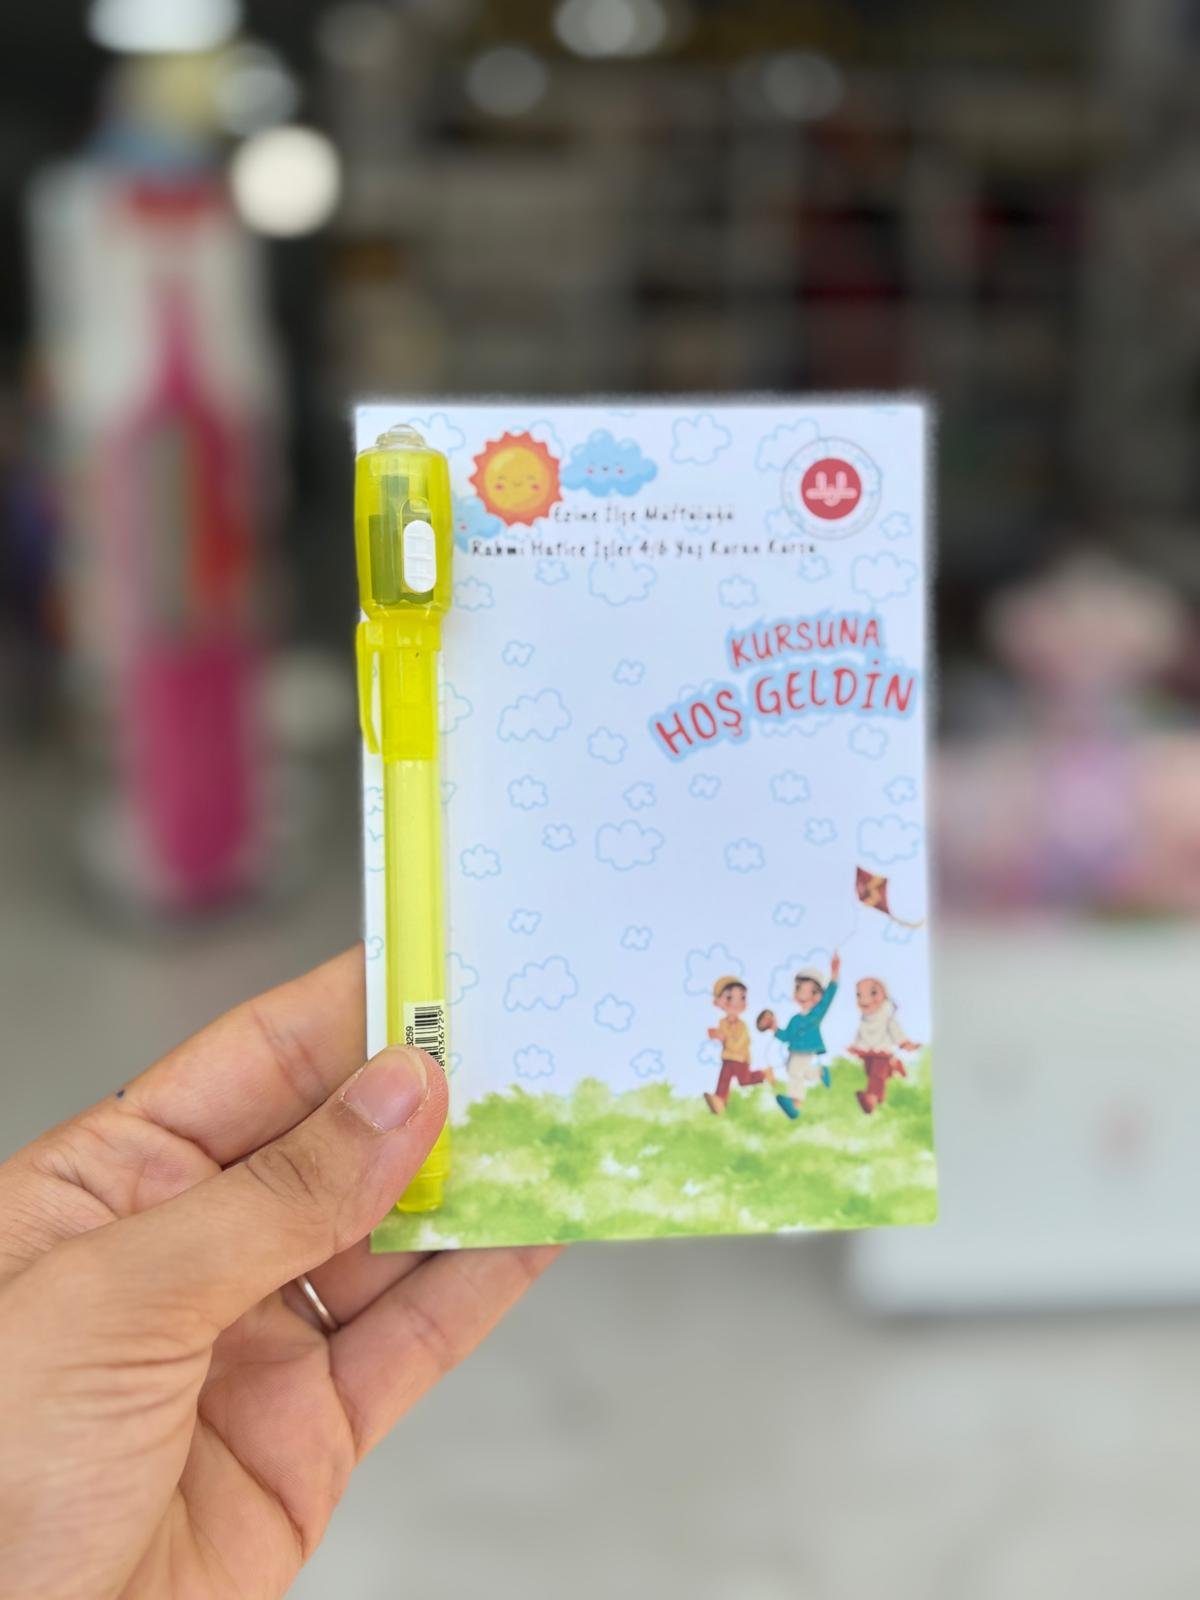 Ezine İlçe Müftülüğü
Rahmi Hatice İşler 4/6 Yaş Kuran Kursu
KURSUNA
HOŞ GELDİN